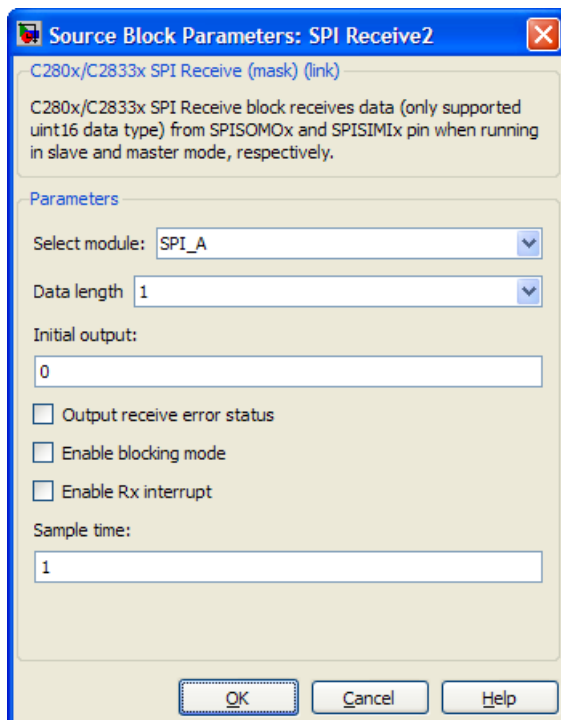 Source Block Parameters: SPI Receive2
C280x/C2833x SPI Receive (mask) (link)
C280x/C2833x SPI Receive block receives data (only supported
uint16 data type) from SPISOMOx and SPISIMIx pin when running
in slave and master mode, respectively.
Parameters
Select module: SPI_A
Data length 1
Initial output:
0
Output receive error status
Enable blocking mode
Enable Rx interrupt
Sample time:
1
OK Cancel Help